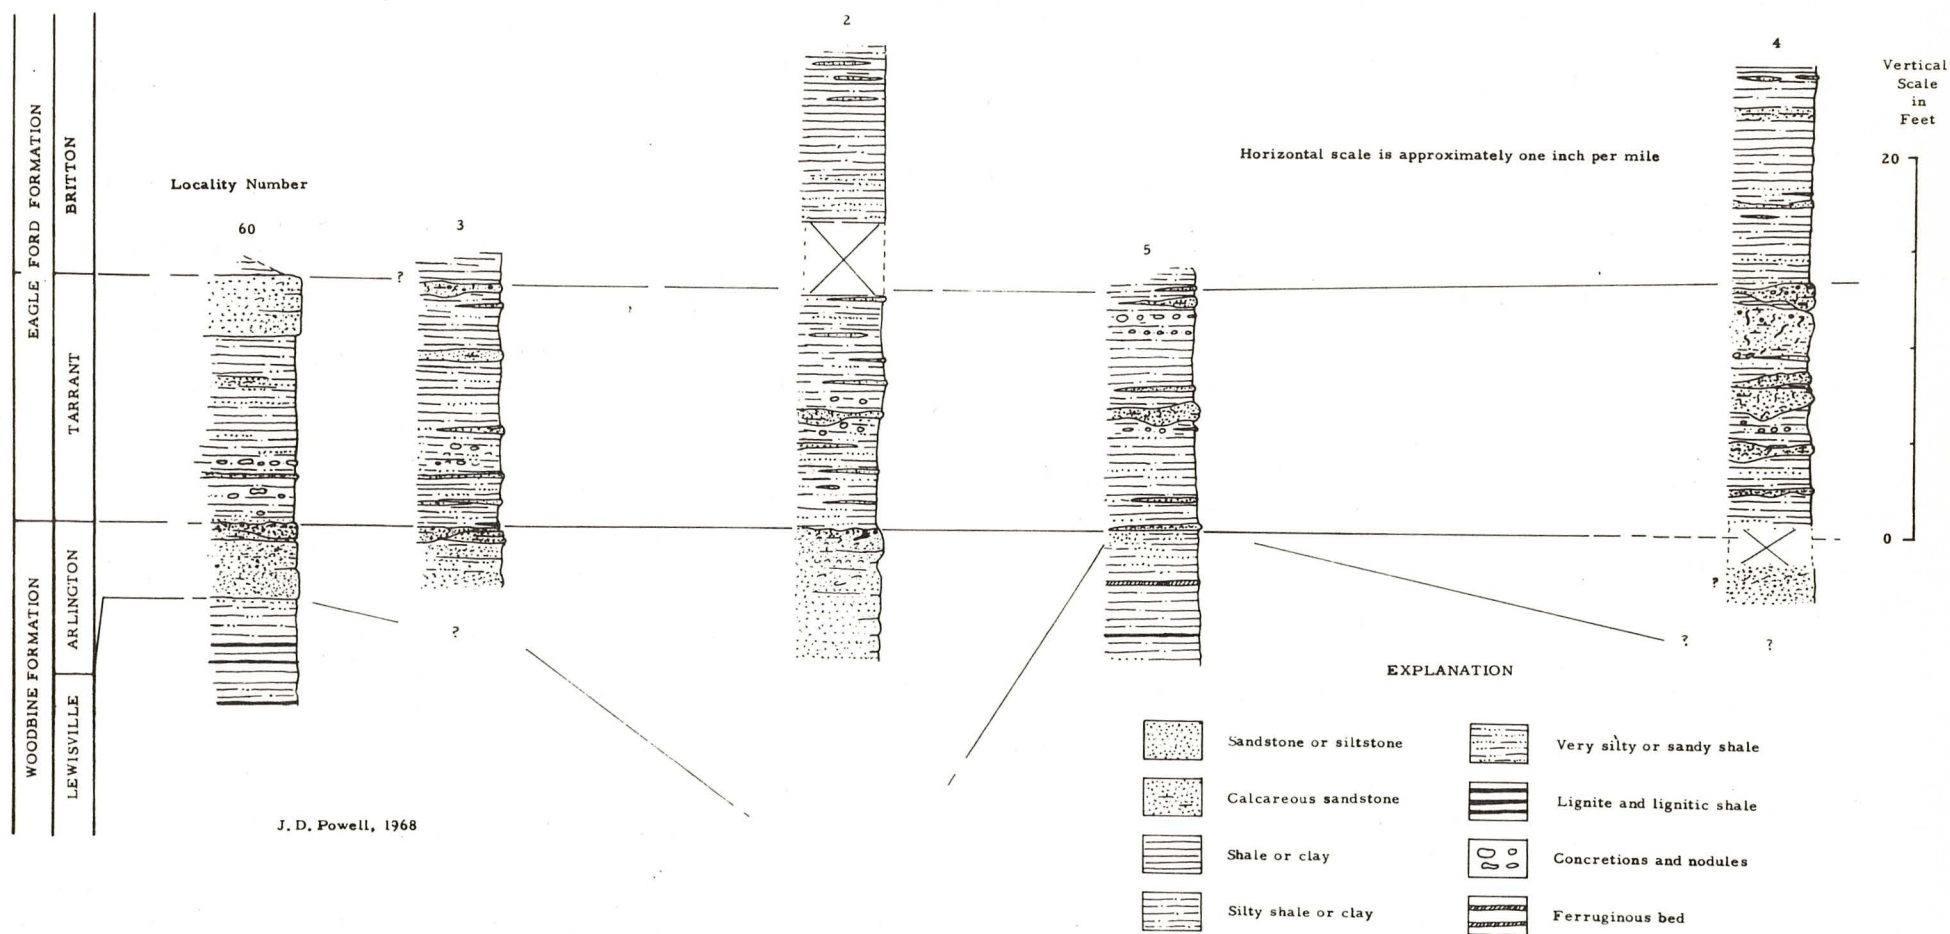 EAGLE FORD FORMATION
BRITTON
TARRANT
WOODBINE FORMATION
ARLINGTON
LEWISVILLE
Locality Number
60
3
2
5
4
Vertical
Scale
in
Feet
20
0
Horizontal scale is approximately one inch per mile
?
?
?
?
?
J. D. Powell, 1968
EXPLANATION
Sandstone or siltstone
Calcareous sandstone
Shale or clay
Silty shale or clay
Very silty or sandy shale
Lignite and lignitic shale
Concretions and nodules
Ferruginous bed